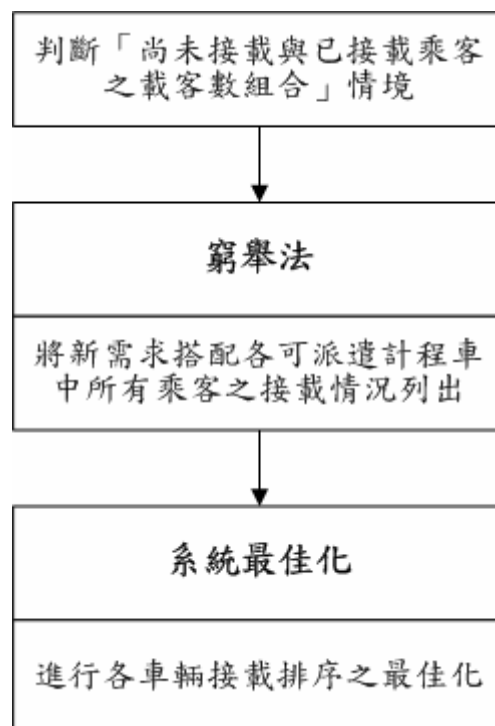 判斷「尚未接載與已接載乘客
之載客數組合」情境
窮舉法
將新需求搭配各可派遣計程車
中所有乘客之接載情況列出
系統最佳化
進行各車輛接載排序之最佳化